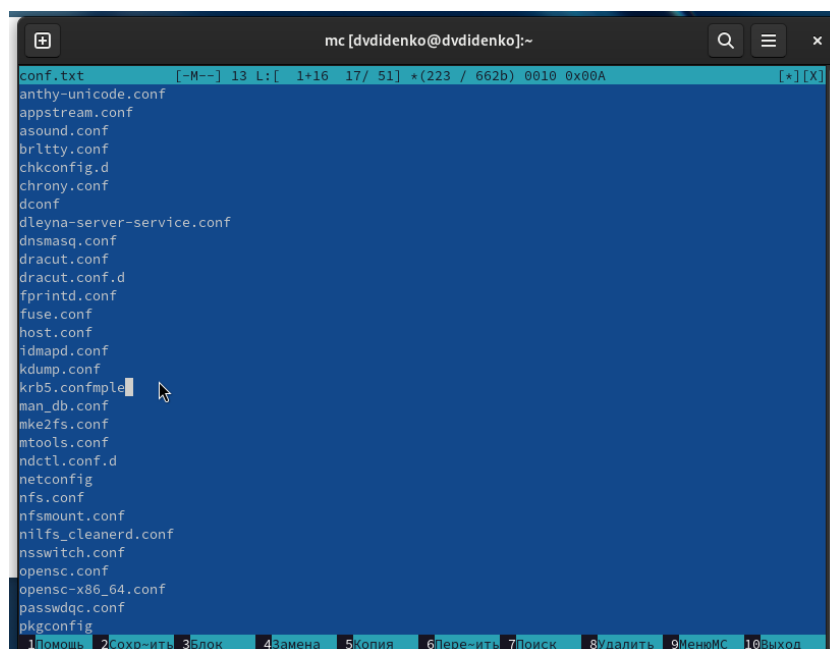 mc [dvdidenko@dvdidenko]:~
conf.txt [-M--] 13 L:[ 1+16 17/ 51] *(223 / 662b) 0010 0x00A [*][X]
anthy-unicode.conf
appstream.conf
asound.conf
brltty.conf
chkconfig.d
chrony.conf
dconf
dleyna-server-service.conf
dnsmasq.conf
dracut.conf
dracut.conf.d
fprintd.conf
fuse.conf
host.conf
idmapd.conf
kdump.conf
krb5.confmple
man_db.conf
mke2fs.conf
mtools.conf
ndctl.conf.d
netconfig
nfs.conf
nfsmount.conf
nilfs_cleanerd.conf
nsswitch.conf
opensc.conf
opensc-x86_64.conf
passwdqc.conf
pkgconfig
1Помощь 2Сохр~ить 3Блок 4Замена 5Копия 6Пере~ить 7Поиск 8Удалить 9МенюMC 10Выход